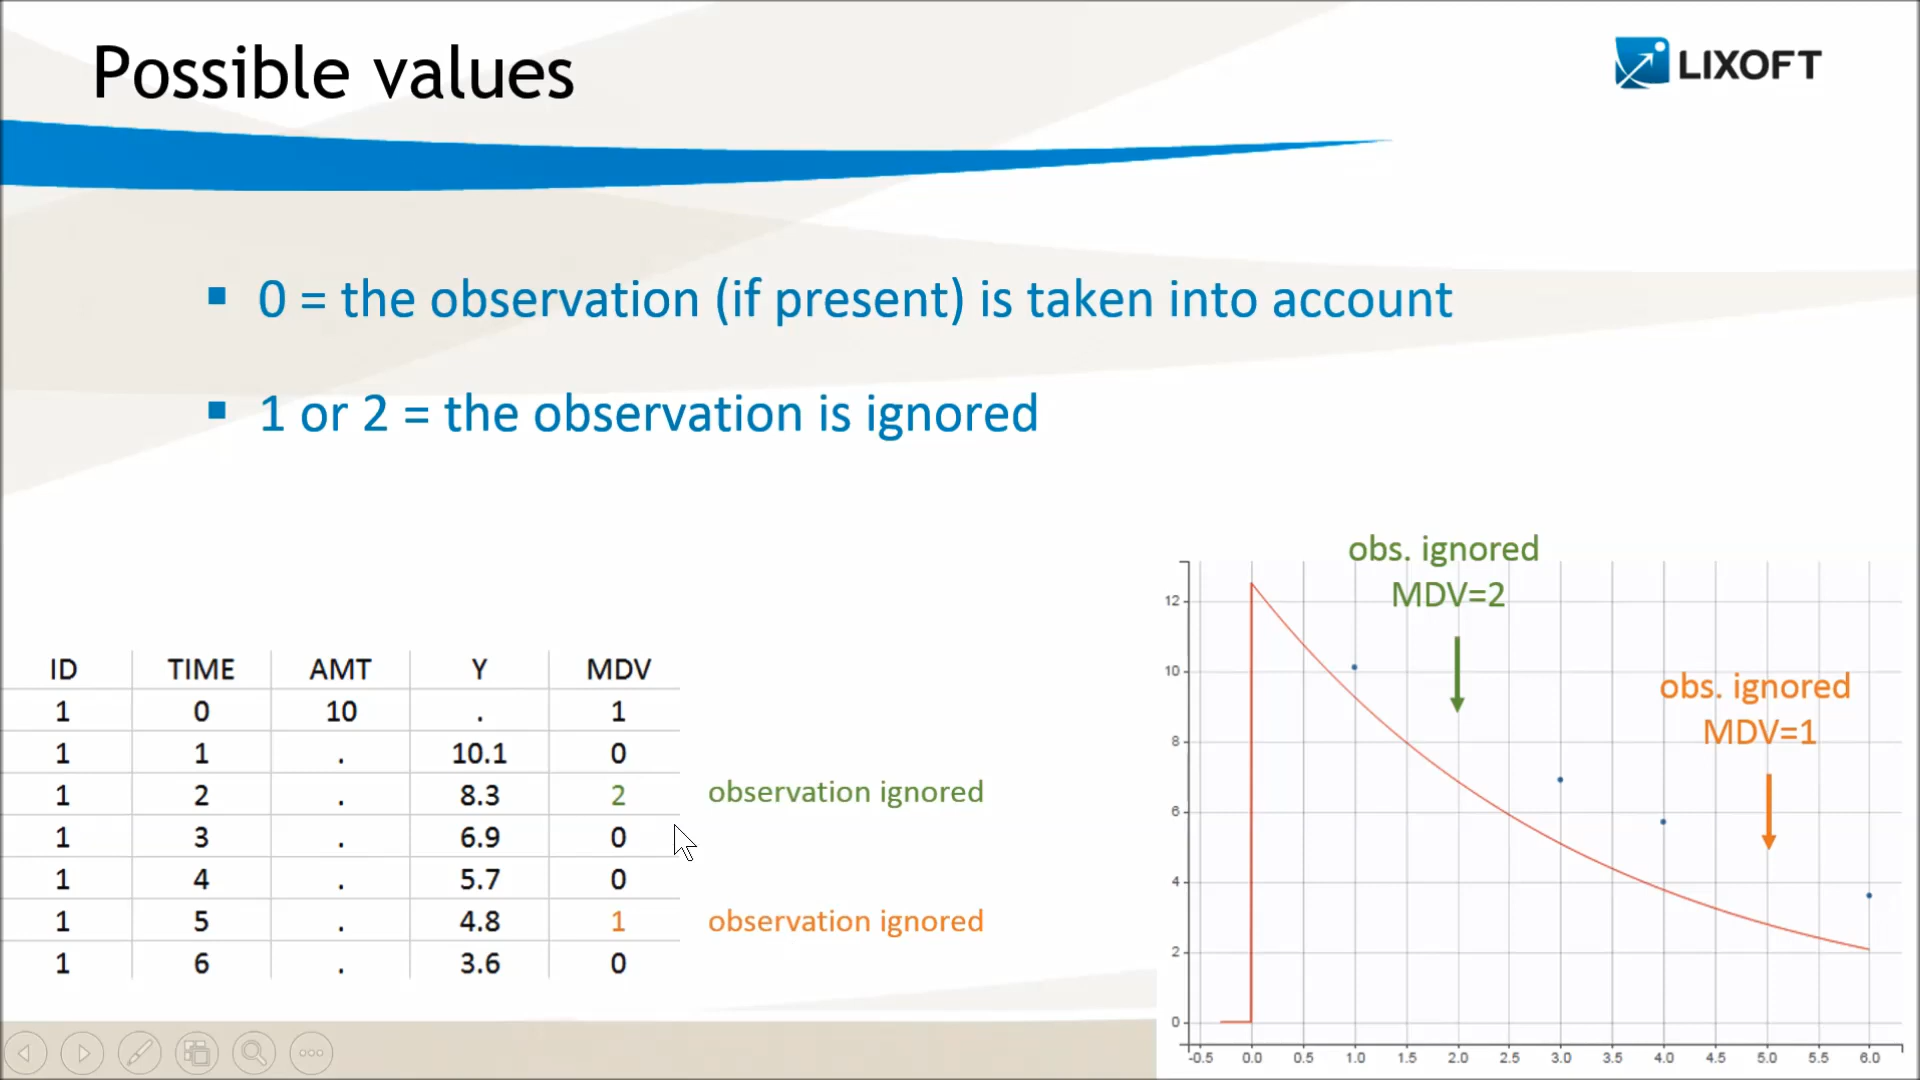 Possible values
LIXOFT
▪ 0 = the observation (if present) is taken into account
▪ 1 or 2 = the observation is ignored
ID TIME AMT Y MDV
1 0 10 . 1
1 1 . 10.1 0
1 2 . 8.3 2 observation ignored
1 3 . 6.9 0
1 4 . 5.7 0
1 5 . 4.8 1 observation ignored
1 6 . 3.6 0
obs. ignored
MDV=2
obs. ignored
MDV=1
12
10
8
6
4
2
0
-0.5 0.0 0.5 1.0 1.5 2.0 2.5 3.0 3.5 4.0 4.5 5.0 5.5 6.0